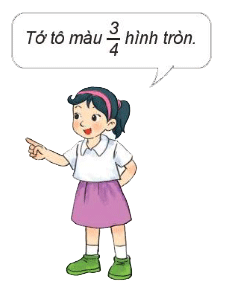 Tớ tô màu 3/4 hình tròn.